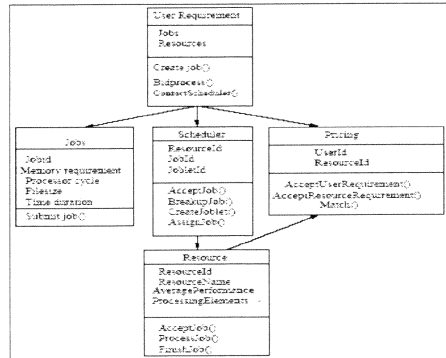 User Requirement
Jobs
Resources
Create job()
Bidprocess()
ContactScheduler()
Jobs
JobId
Memory requirement
Processor cycle
Filesize
Time duration
Submit job()
Scheduler
ResourceId
JobId
JobletId
AcceptJob()
BreakupJob()
CreateJoblet()
AssignJob()
Pricing
UserId
ResourceId
AcceptUserRequirement()
AcceptResourceRequirement()
Match()
Resource
ResourceId
ResourceName
AveragePerformance
ProcessingElements
AcceptJob()
ProcessJob()
FinishJob()